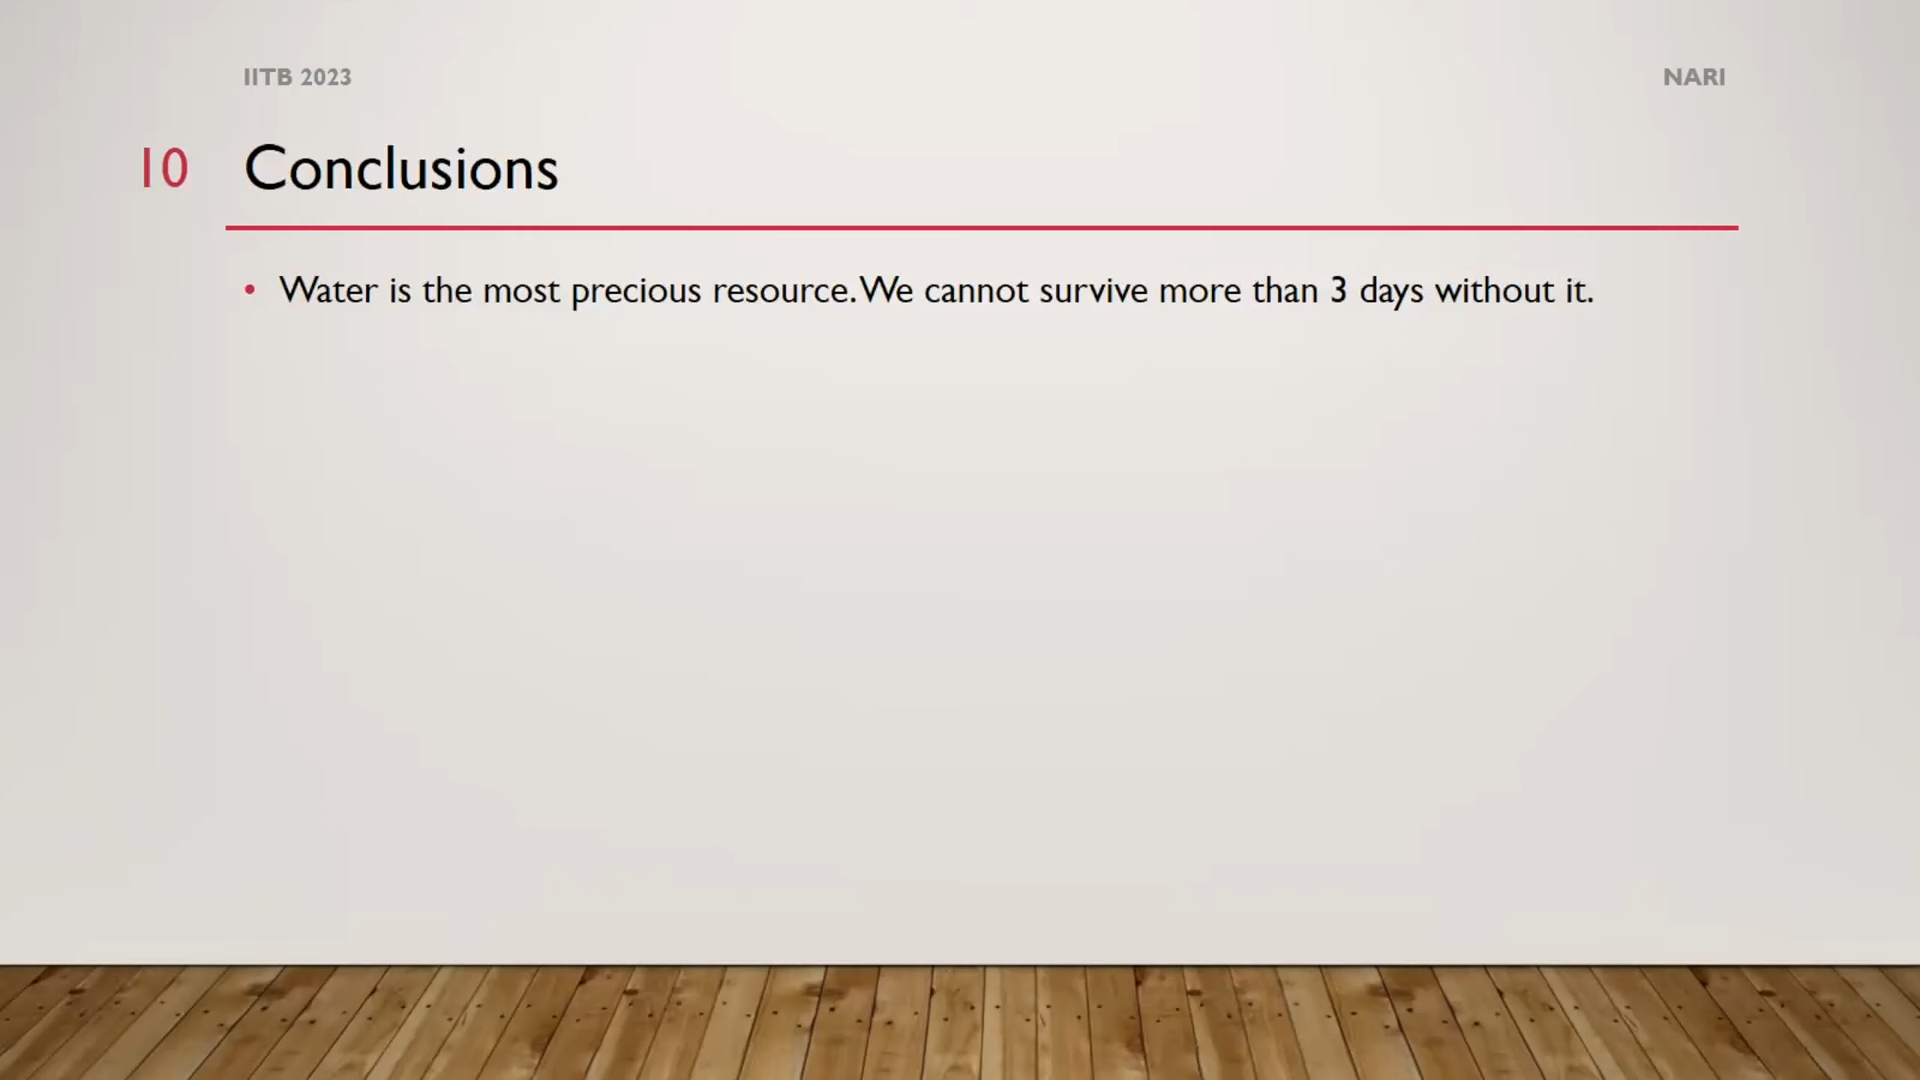 IITB 2023
NARI
10 Conclusions
• Water is the most precious resource. We cannot survive more than 3 days without it.